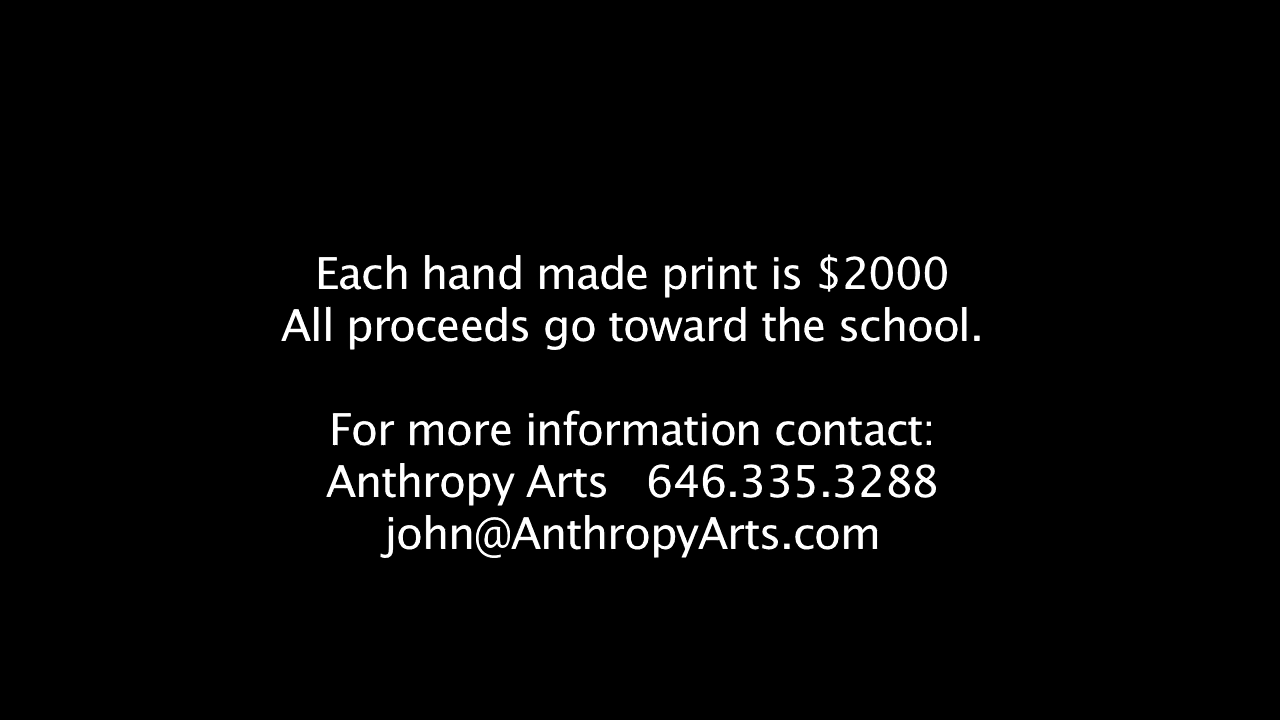 Each hand made print is $2000
All proceeds go toward the school.
For more information contact:
Anthropy Arts   646.335.3288
john@AnthropyArts.com